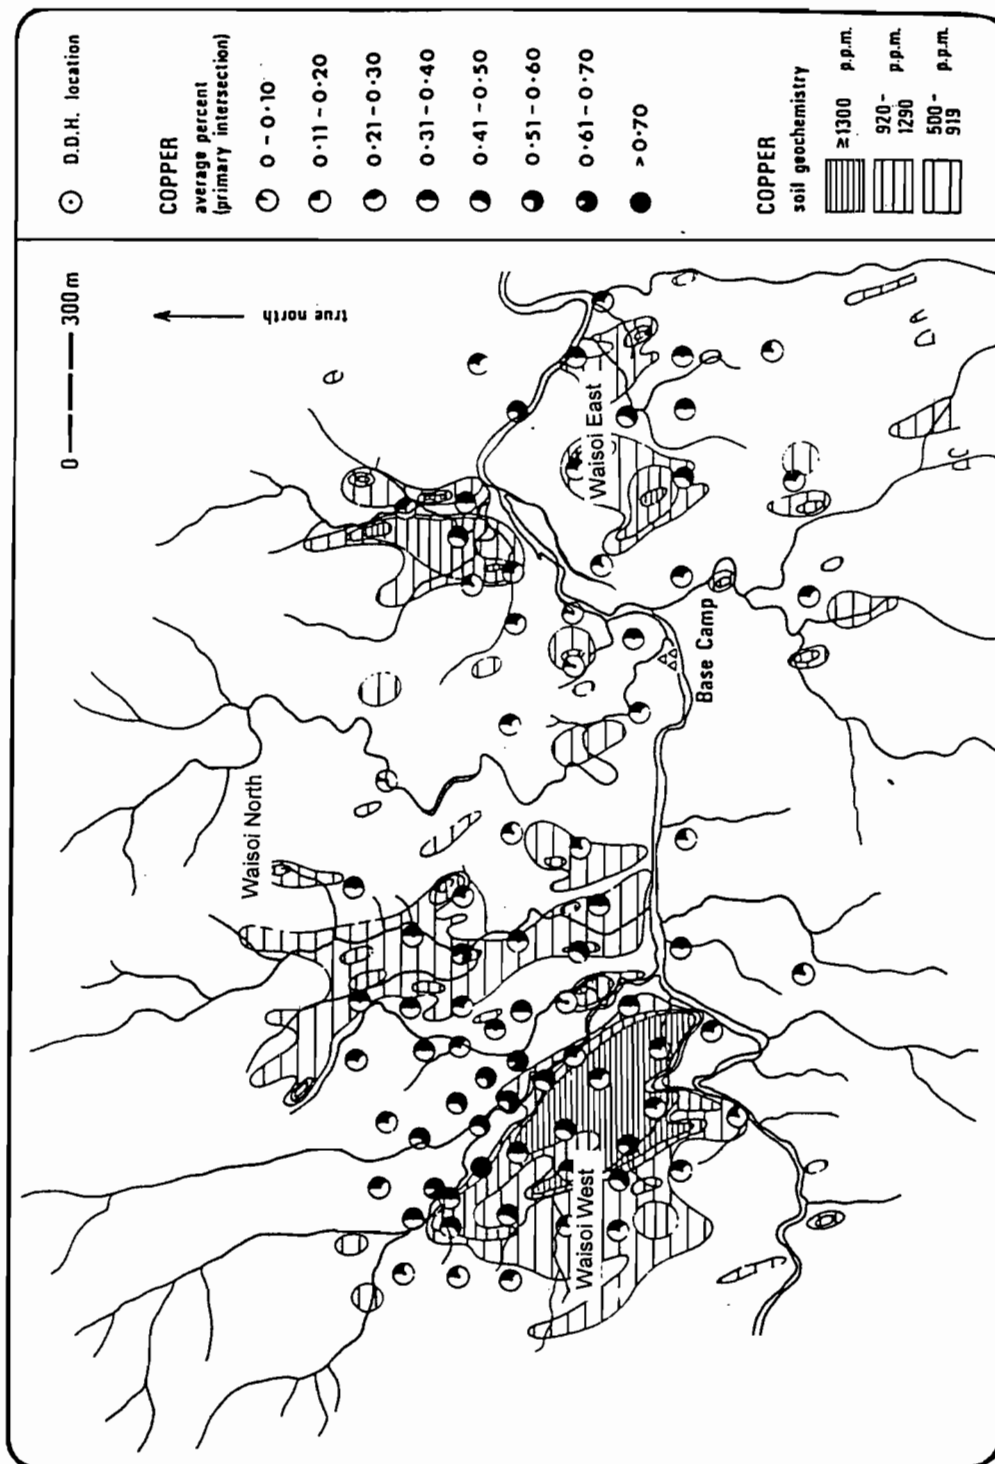 D.D.H. location
COPPER
average percent
(primary intersection)
0 - 0·10
0·11 - 0·20
0·21 - 0·30
0·31 - 0·40
0·41 - 0·50
0·51 - 0·60
0·61 - 0·70
> 0·70
COPPER
soil geochemistry
≥1300 p.p.m.
920 - 1290 p.p.m.
500 - 919 p.p.m.
0 300 m
true north
Waisoi North
Waisoi East
Waisoi West
Base Camp